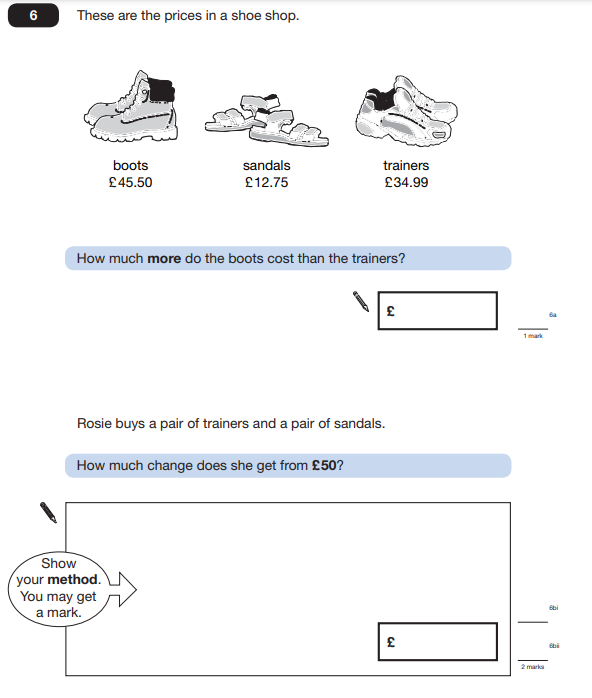 6
These are the prices in a shoe shop.
boots
£45.50
sandals
£12.75
trainers
£34.99
How much more do the boots cost than the trainers?
£
6a
1 mark
Rosie buys a pair of trainers and a pair of sandals.
How much change does she get from £50?
Show
your method.
You may get
a mark.
£
6bi
6bii
2 marks